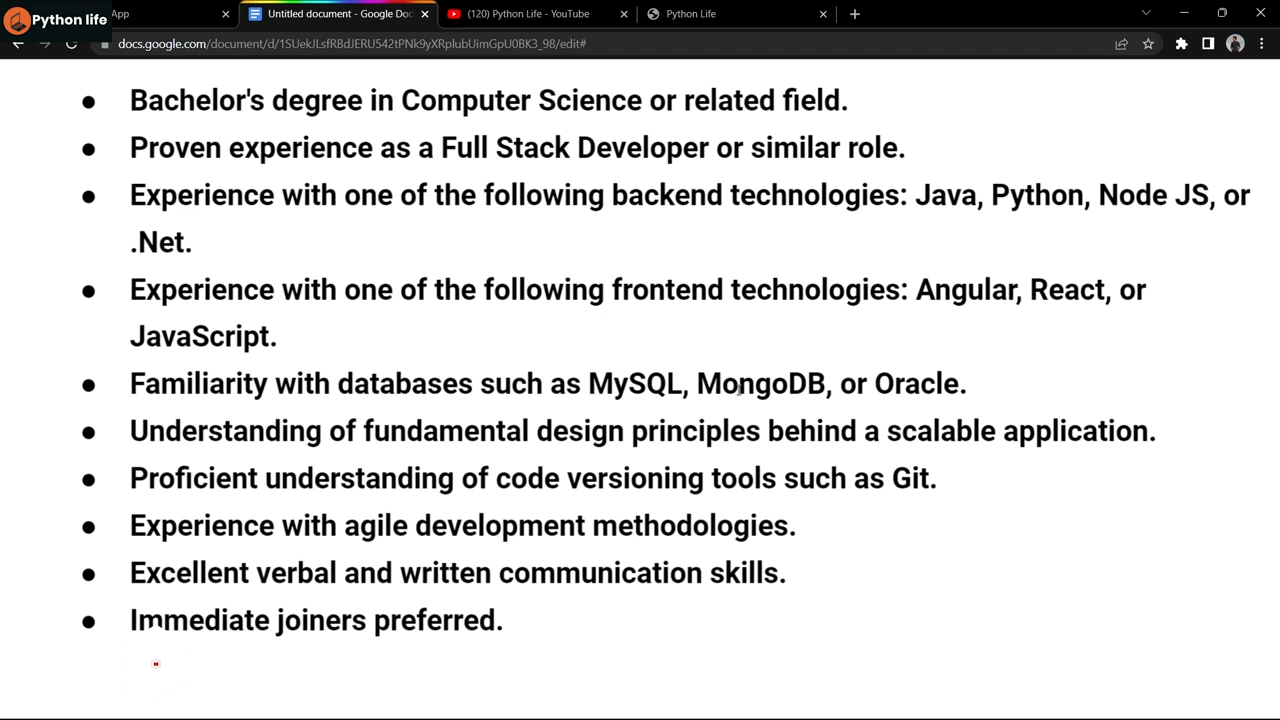 Python life
App
Untitled document - Google Doc
(120) Python Life - YouTube
Python Life
docs.google.com/document/d/1SUekJLsfRBdJERU542tPNk9yXRplubUimGpU0BK3_98/edit#
● Bachelor's degree in Computer Science or related field.
● Proven experience as a Full Stack Developer or similar role.
● Experience with one of the following backend technologies: Java, Python, Node JS, or
.Net.
● Experience with one of the following frontend technologies: Angular, React, or
JavaScript.
● Familiarity with databases such as MySQL, MongoDB, or Oracle.
● Understanding of fundamental design principles behind a scalable application.
● Proficient understanding of code versioning tools such as Git.
● Experience with agile development methodologies.
● Excellent verbal and written communication skills.
● Immediate joiners preferred.